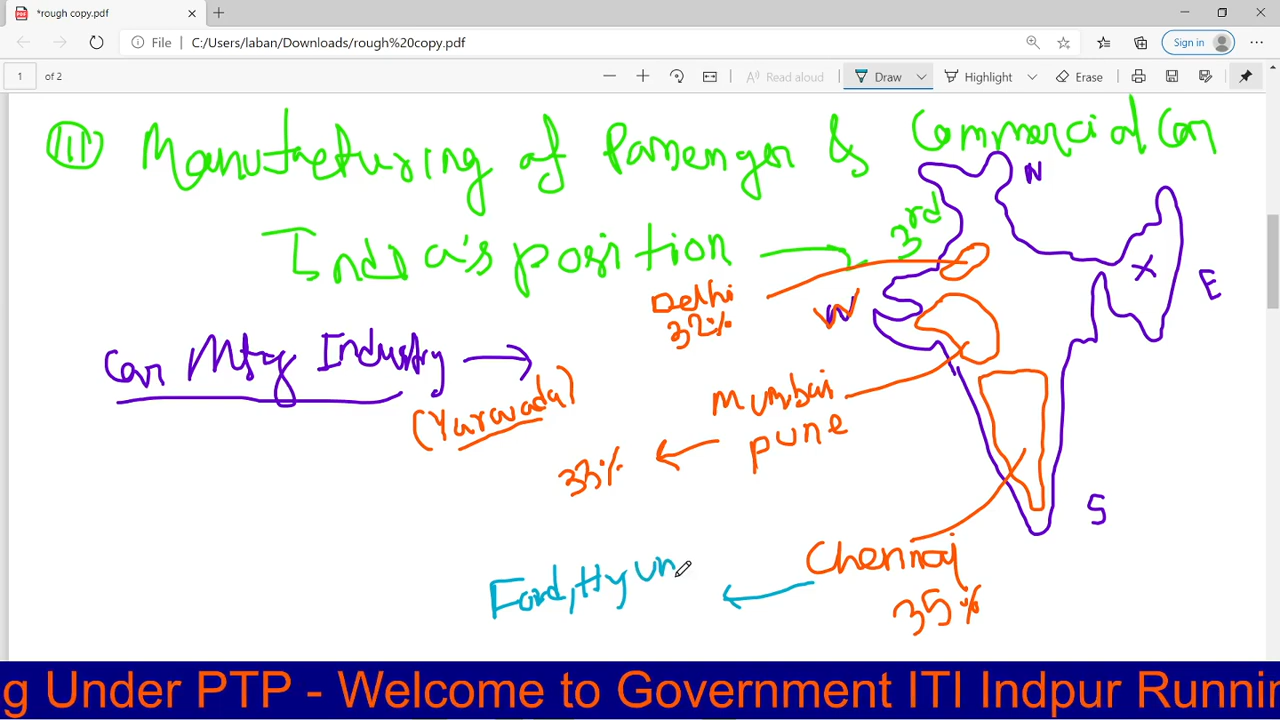 *rough copy.pdf
File C:/Users/laban/Downloads/rough%20copy.pdf
Sign in
1 of 2
Read aloud
Draw
Highlight
Erase
III Manufacturing of Passenger & Commercial Car
India's position 3rd
N
E
W
S
X
Delhi
32%
Car Mfg Industry
(Yarawada)
Mumbai
pune
33%
Chennai
35%
Ford, Hyun
g Under PTP - Welcome to Government ITI Indpur Runnin